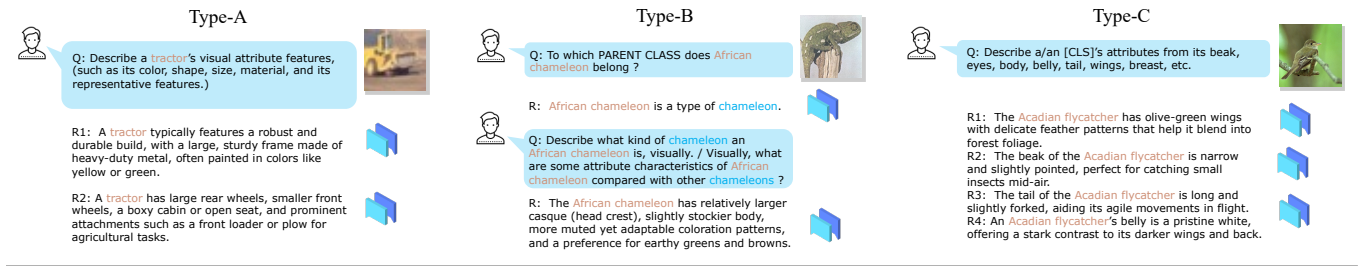 Type-A
Q: Describe a tractor's visual attribute features,
(such as its color, shape, size, material, and its
representative features.)
R1: A tractor typically features a robust and
durable build, with a large, sturdy frame made of
heavy-duty metal, often painted in colors like
yellow or green.
R2: A tractor has large rear wheels, smaller front
wheels, a boxy cabin or open seat, and prominent
attachments such as a front loader or plow for
agricultural tasks.
Type-B
Q: To which PARENT CLASS does African
chameleon belong ?
R: African chameleon is a type of chameleon.
Q: Describe what kind of chameleon an
African chameleon is, visually. / Visually, what
are some attribute characteristics of African
chameleon compared with other chameleons ?
R: The African chameleon has relatively larger
casque (head crest), slightly stockier body,
more muted yet adaptable coloration patterns,
and a preference for earthy greens and browns.
Type-C
Q: Describe a/an [CLS]'s attributes from its beak,
eyes, body, belly, tail, wings, breast, etc.
R1: The Acadian flycatcher has olive-green wings
with delicate feather patterns that help it blend into
forest foliage.
R2: The beak of the Acadian flycatcher is narrow
and slightly pointed, perfect for catching small
insects mid-air.
R3: The tail of the Acadian flycatcher is long and
slightly forked, aiding its agile movements in flight.
R4: An Acadian flycatcher's belly is a pristine white,
offering a stark contrast to its darker wings and back.